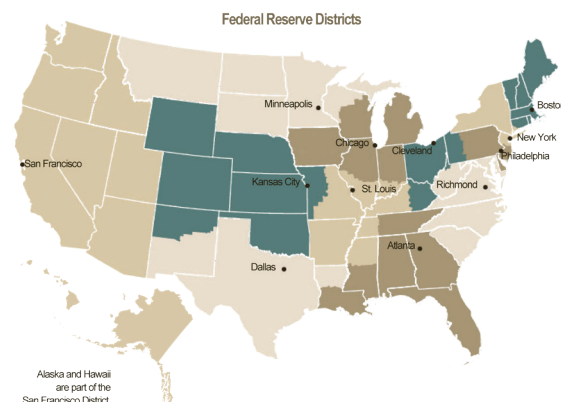 Federal Reserve Districts
Boston
Minneapolis
New York
Chicago
Cleveland
Philadelphia
San Francisco
Kansas City
St. Louis
Richmond
Atlanta
Dallas
Alaska and Hawaii
are part of the
San Francisco District.